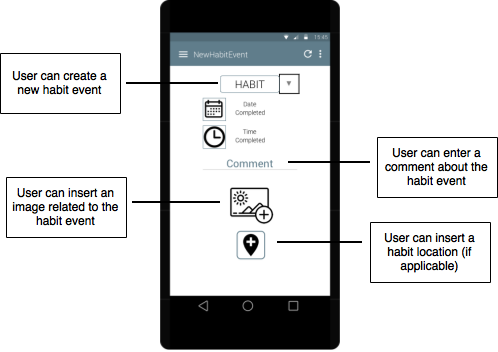 19:45
NewHabitEvent
User can create a
new habit event
HABIT
Date
Completed
Time
Completed
Comment
User can enter a
comment about the
habit event
User can insert an
image related to the
habit event
User can insert a
habit location (if
applicable)